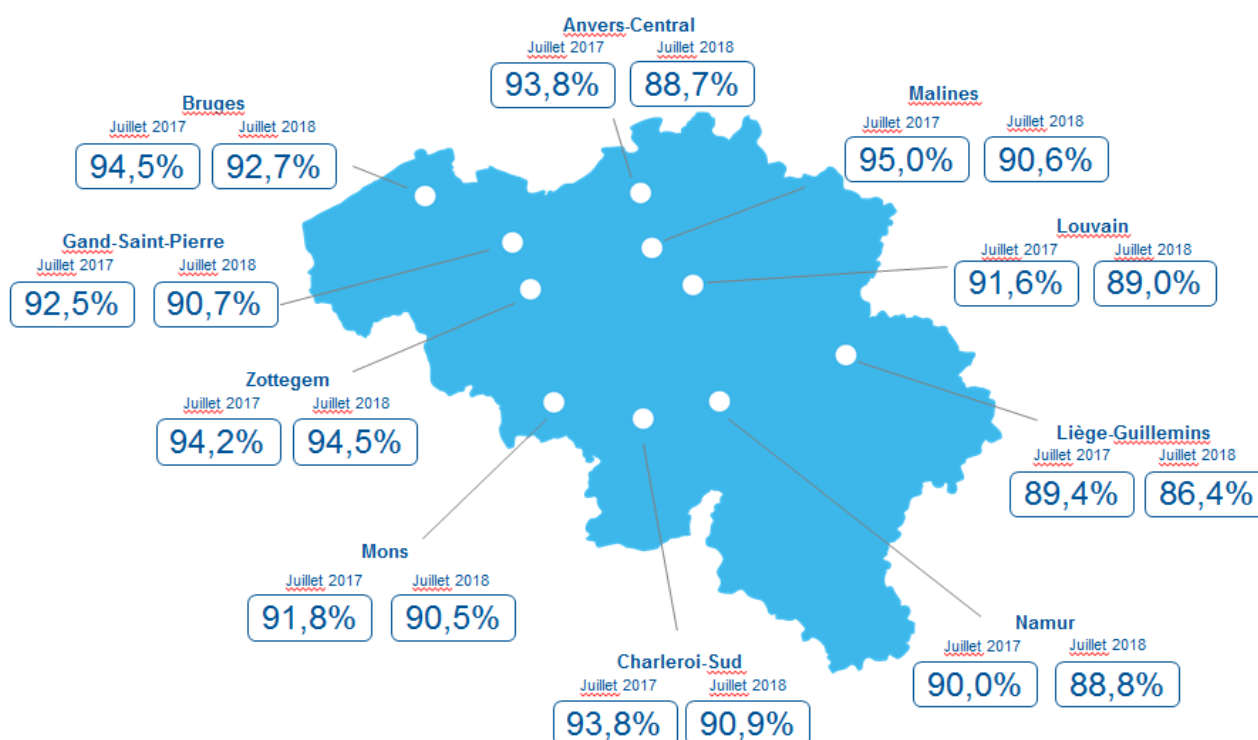 Anvers-Central
Juillet 2017 Juillet 2018
93,8% 88,7%
Bruges
Juillet 2017 Juillet 2018
94,5% 92,7%
Malines
Juillet 2017 Juillet 2018
95,0% 90,6%
Gand-Saint-Pierre
Juillet 2017 Juillet 2018
92,5% 90,7%
Louvain
Juillet 2017 Juillet 2018
91,6% 89,0%
Zottegem
Juillet 2017 Juillet 2018
94,2% 94,5%
Liège-Guillemins
Juillet 2017 Juillet 2018
89,4% 86,4%
Mons
Juillet 2017 Juillet 2018
91,8% 90,5%
Namur
Juillet 2017 Juillet 2018
90,0% 88,8%
Charleroi-Sud
Juillet 2017 Juillet 2018
93,8% 90,9%